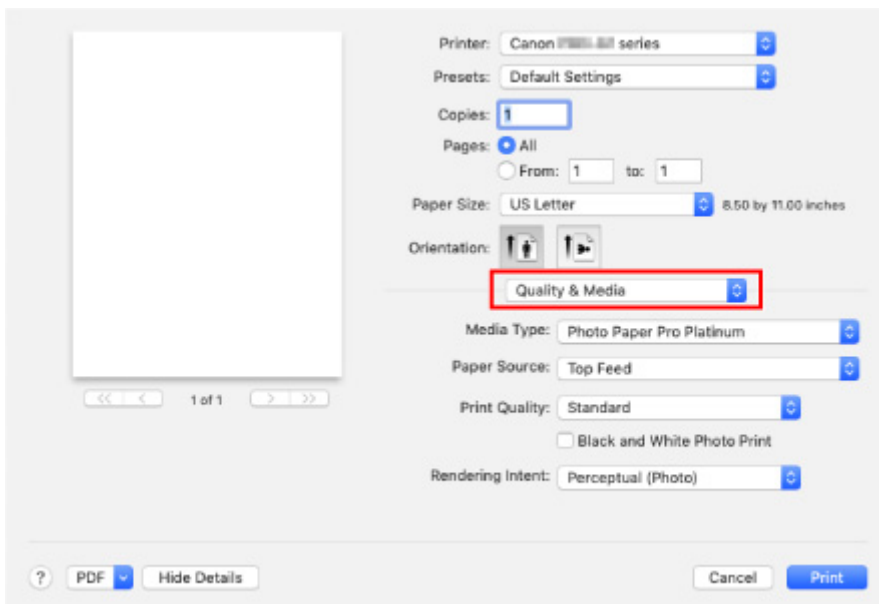 Printer: Canon series
Presets: Default Settings
Copies: 1
Pages: All
From: 1 to: 1
Paper Size: US Letter 8.50 by 11.00 inches
Orientation:
Quality & Media
Media Type: Photo Paper Pro Platinum
Paper Source: Top Feed
<< < 1 of 1 > >>
Print Quality: Standard
Black and White Photo Print
Rendering Intent: Perceptual (Photo)
? PDF Hide Details Cancel Print